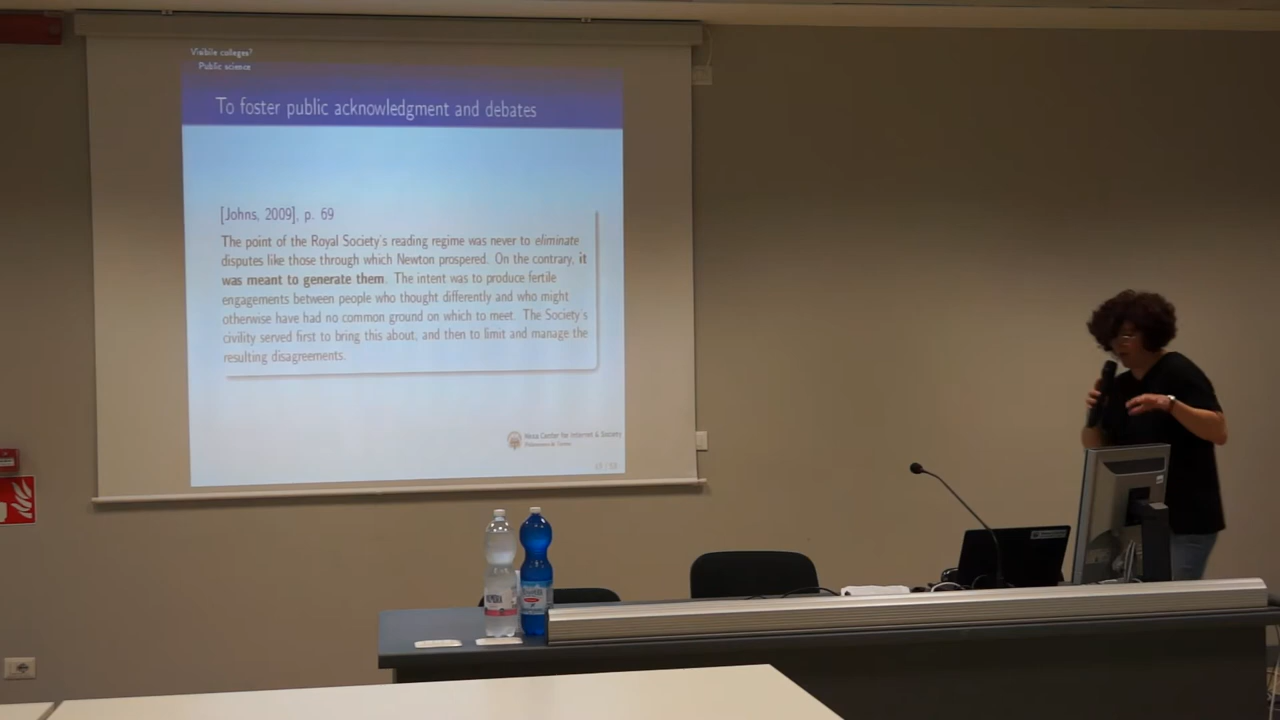 Visibile colleges?
Public science
To foster public acknowledgment and debates
[Johns, 2009], p. 69
The point of the Royal Society's reading regime was never to eliminate
disputes like those through which Newton prospered. On the contrary, it
was meant to generate them. The intent was to produce fertile
engagements between people who thought differently and who might
otherwise have had no common ground on which to meet. The Society's
civility served first to bring this about, and then to limit and manage the
resulting disagreements.
Nexa Center for Internet & Society
Politecnico di Torino